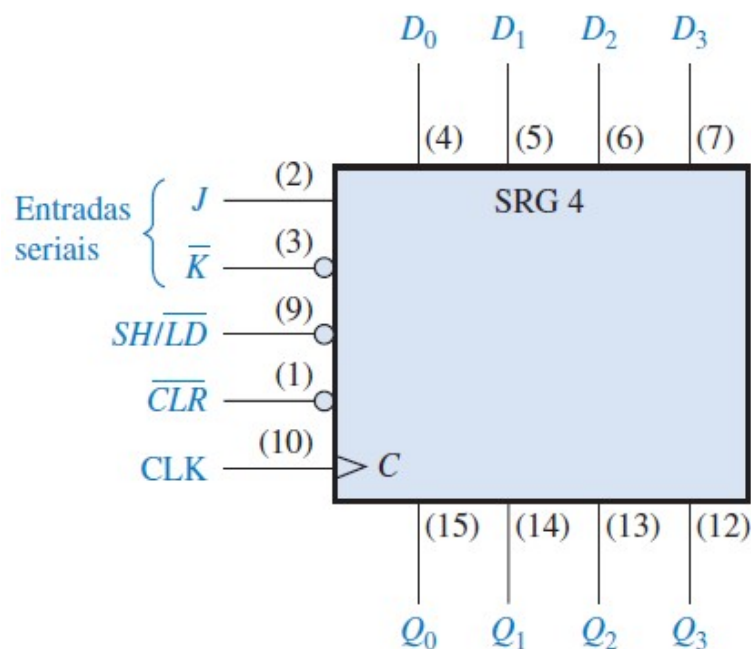 D₀ D₁ D₂ D₃
(4) (5) (6) (7)
SRG 4
Entradas
seriais
J (2)
K̅ (3)
SH/L̅D̅ (9)
C̅L̅R̅ (1)
CLK (10) C
(15) (14) (13) (12)
Q₀ Q₁ Q₂ Q₃